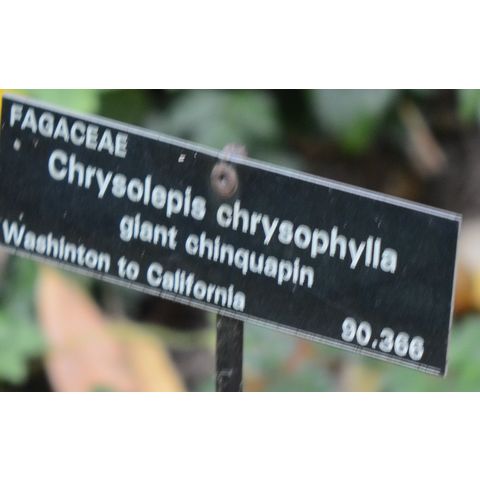 FAGACEAE
Chrysolepis chrysophylla
giant chinquapin
Washinton to California
90.366